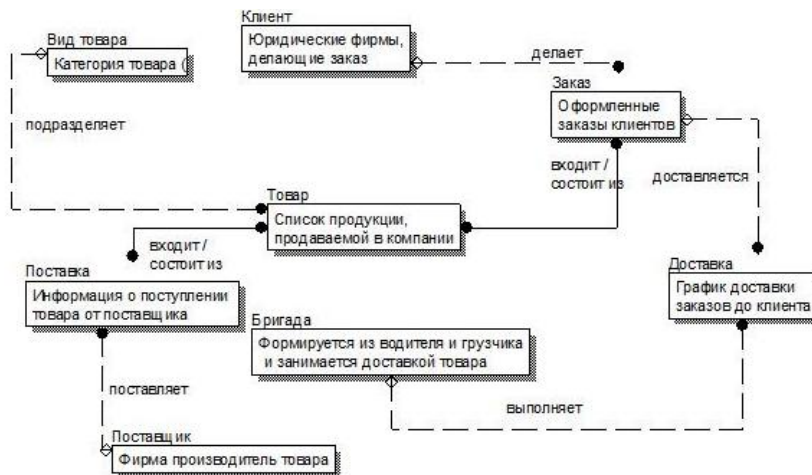 Клиент
Юридические фирмы,
делающие заказ
Вид товара
Категория товара (
делает
Заказ
Оформленные
заказы клиентов
подразделяет
входит /
состоит из
доставляется
Товар
Список продукции,
продаваемой в компании
входит /
состоит из
Поставка
Информация о поступлении
товара от поставщика
Доставка
График доставки
заказов до клиента
Бригада
Формируется из водителя и грузчика
и занимается доставкой товара
поставляет
выполняет
Поставщик
Фирма производитель товара